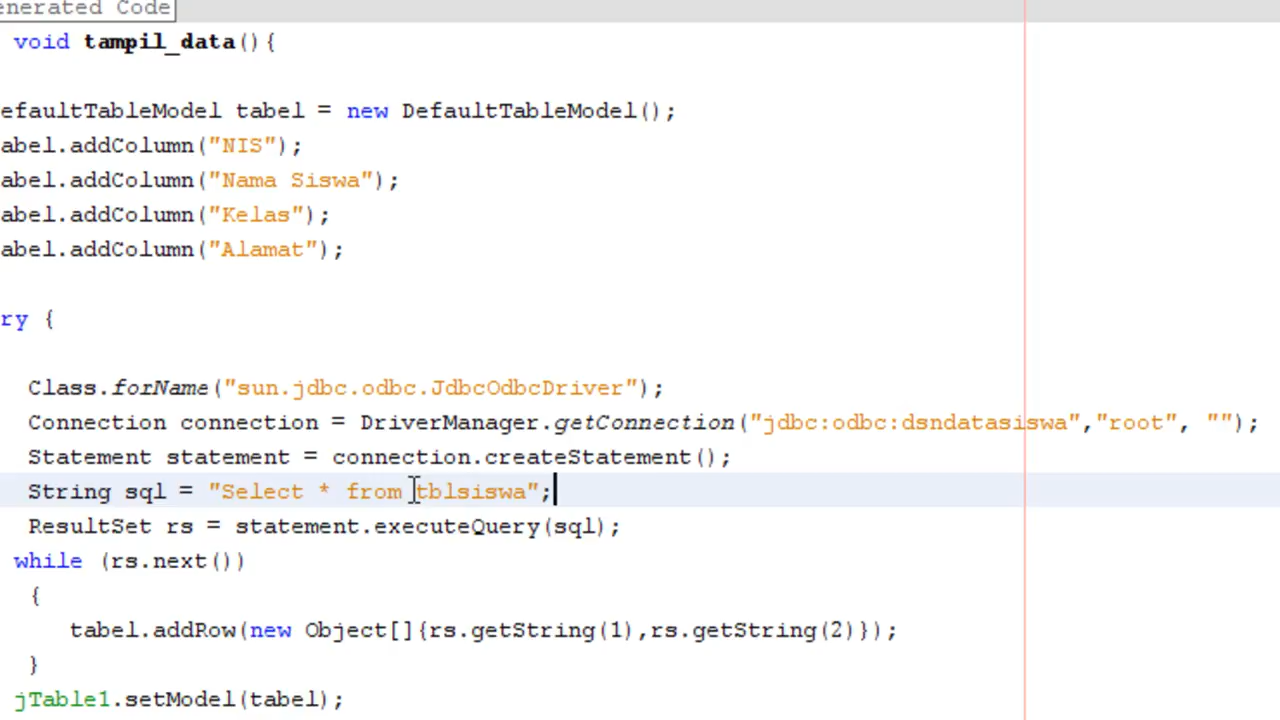 enerated Code
void tampil_data(){
efaultTableModel tabel = new DefaultTableModel();
abel.addColumn("NIS");
abel.addColumn("Nama Siswa");
abel.addColumn("Kelas");
abel.addColumn("Alamat");
ry {
Class.forName("sun.jdbc.odbc.JdbcOdbcDriver");
Connection connection = DriverManager.getConnection("jdbc:odbc:dsndatasiswa","root", "");
Statement statement = connection.createStatement();
String sql = "Select * from tblsiswa";
ResultSet rs = statement.executeQuery(sql);
while (rs.next())
{
tabel.addRow(new Object[]{rs.getString(1),rs.getString(2)});
}
jTable1.setModel(tabel);